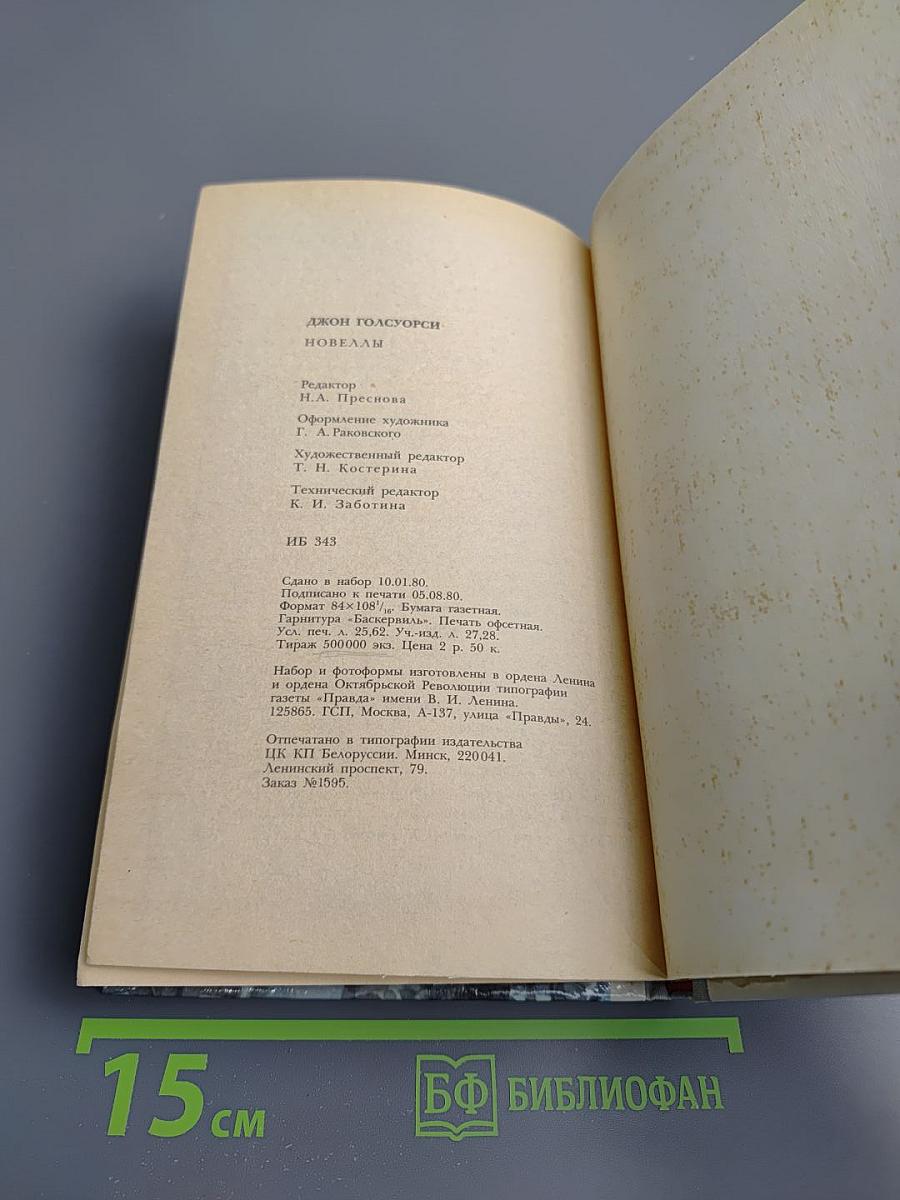 ДЖОН ГОЛСУОРСИ
НОВЕЛЛЫ
Редактор
Н.А. Преснова
Оформление художника
Г. А. Раковского
Художественный редактор
Т. Н. Костерина
Технический редактор
К. И. Заботина
ИБ 343
Сдано в набор 10.01.80.
Подписано к печати 05.08.80.
Формат 84×108¹/₁₆. Бумага газетная.
Гарнитура «Баскервиль». Печать офсетная.
Усл. печ. л. 25,62. Уч.-изд. л. 27,28.
Тираж 500000 экз. Цена 2 р. 50 к.
Набор и фотоформы изготовлены в ордена Ленина
и ордена Октябрьской Революции типографии
газеты «Правда» имени В. И. Ленина.
125865. ГСП, Москва, А-137, улица «Правды», 24.
Отпечатано в типографии издательства
ЦК КП Белоруссии. Минск, 220041.
Ленинский проспект, 79.
Заказ №1595.
15 см
БФ БИБЛИОФАН